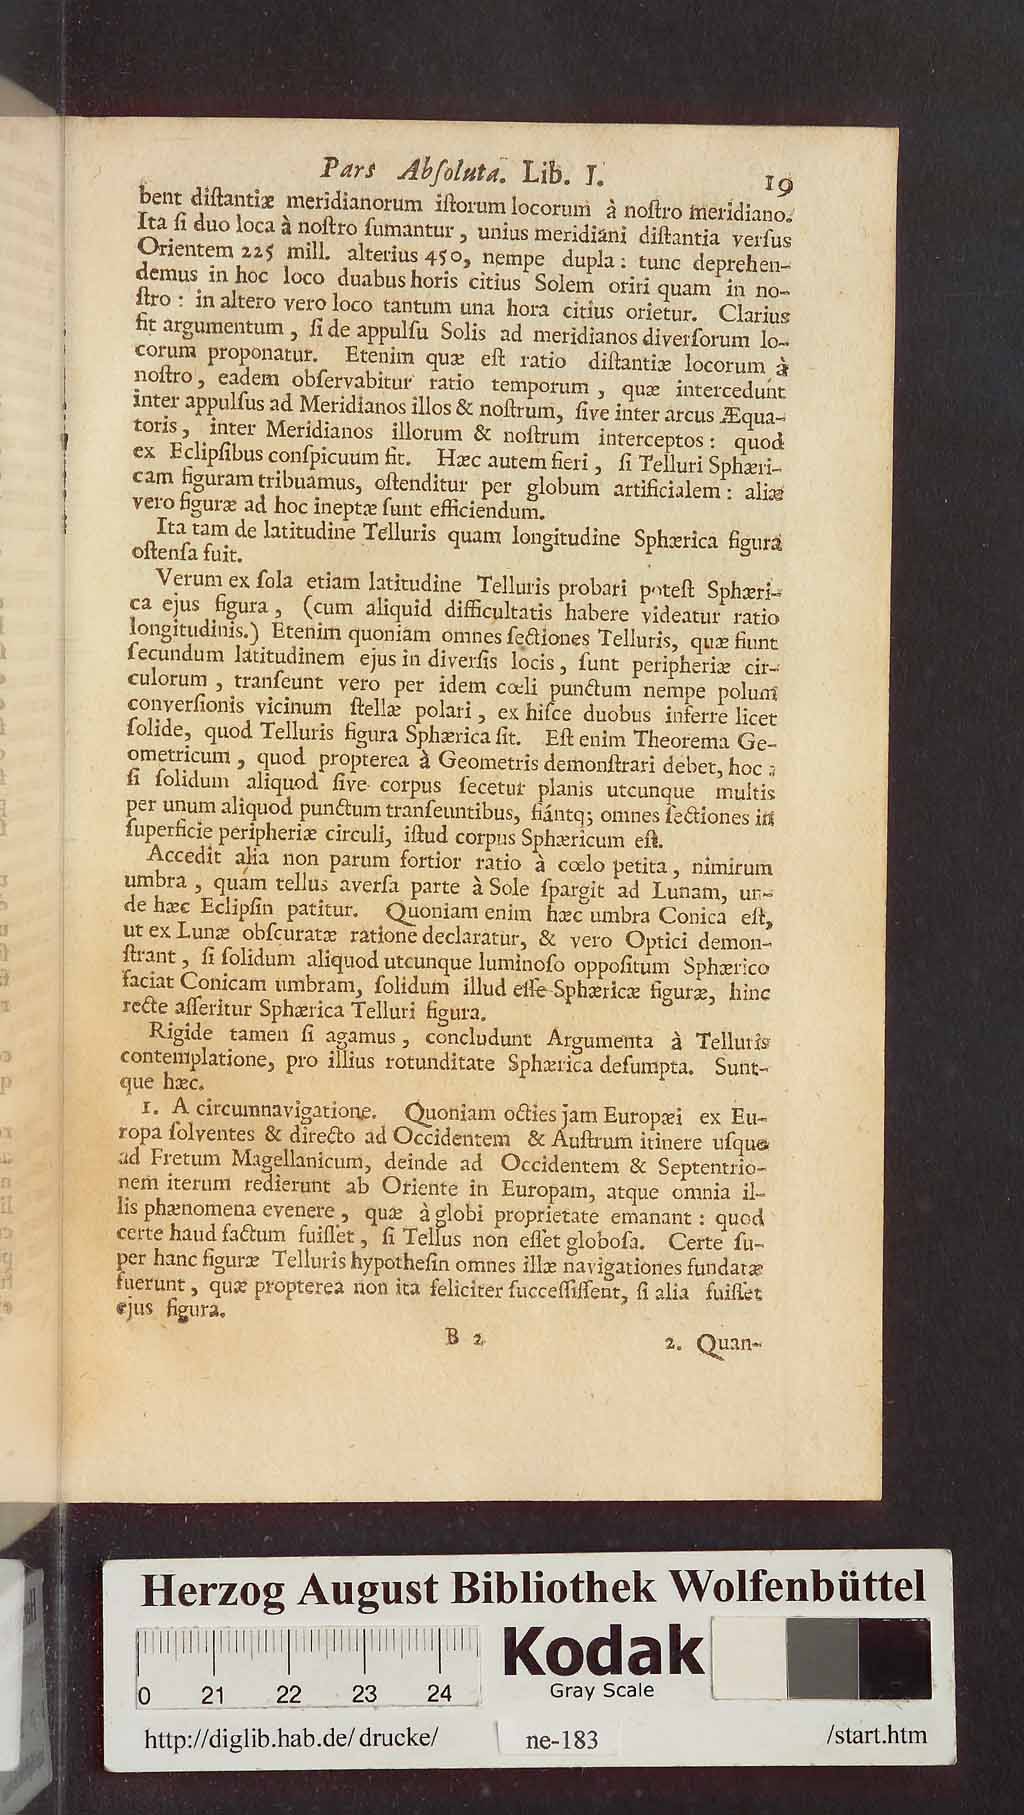 Pars Abſoluta. Lib. I. 19
bent diſtantiæ meridianorum iſtorum locorum à noſtro meridiano.
Ita ſi duo loca à noſtro ſumantur, unius meridiani diſtantia verſus
Orientem 225 mill. alterius 450, nempe dupla: tunc deprehen-
demus in hoc loco duabus horis citius Solem oriri quam in no-
ſtro: in altero vero loco tantum una hora citius orietur. Clarius
fit argumentum, ſi de appulſu Solis ad meridianos diverſorum lo-
corum proponatur. Etenim quæ eſt ratio diſtantiæ locorum à
noſtro, eadem obſervabitur ratio temporum, quæ intercedunt
inter appulſus ad Meridianos illos & noſtrum, ſive inter arcus Æqua-
toris, inter Meridianos illorum & noſtrum interceptos: quod
ex Eclipſibus conſpicuum fit. Hæc autem fieri, ſi Telluri Sphæri-
cam figuram tribuamus, oſtenditur per globum artificialem: aliæ
vero figuræ ad hoc ineptæ ſunt efficiendum.
Ita tam de latitudine Telluris quam longitudine Sphærica figura
oſtenſa fuit.
Verum ex ſola etiam latitudine Telluris probari poteſt Sphæri-
ca ejus figura, (cum aliquid difficultatis habere videatur ratio
longitudinis.) Etenim quoniam omnes ſectiones Telluris, quæ fiunt
ſecundum latitudinem ejus in diverſis locis, ſunt peripheriæ cir-
culorum, tranſeunt vero per idem cœli punctum nempe polum
converſionis vicinum ſtellæ polari, ex hiſce duobus inferre licet
ſolide, quod Telluris figura Sphærica ſit. Eſt enim Theorema Ge-
ometricum, quod propterea à Geometris demonſtrari debet, hoc:
ſi ſolidum aliquod ſive corpus ſecetur planis utcunque multis
per unum aliquod punctum tranſeuntibus, fiántq; omnes ſectiones in
ſuperficie peripheriæ circuli, iſtud corpus Sphæricum eſt.
Accedit alia non parum fortior ratio à cœlo petita, nimirum
umbra, quám tellus averſa parte à Sole ſpargit ad Lunam, un-
de hæc Eclipſin patitur. Quoniam enim hæc umbra Conica eſt,
ut ex Lunæ obſcuratæ ratione declaratur, & vero Optici demon-
ſtrant, ſi ſolidum aliquod utcunque luminoſo oppoſitum Sphærico
faciat Conicam umbram, ſolidum illud eſſe Sphæricæ figuræ, hinc
recte aſſeritur Sphærica Telluri figura.
Rigide tamen ſi agamus, concludunt Argumenta à Telluris
contemplatione, pro illius rotunditate Sphærica deſumpta. Sunt-
que hæc.
1. A circumnavigatione. Quoniam octies jam Europæi ex Eu-
ropa ſolventes & directo ad Occidentem & Auſtrum itinere uſque
ad Fretum Magellanicum, deinde ad Occidentem & Septentrio-
nem iterum redierunt ab Oriente in Europam, atque omnia il-
lis phænomena evenere, quæ à globi proprietate emanant: quod
certe haud factum fuiſſet, ſi Tellus non eſſet globoſa. Certe ſu-
per hanc figuræ Telluris hypotheſin omnes illæ navigationes fundatæ
fuerunt, quæ propterea non ita feliciter ſucceſſiſſent, ſi alia fuiſſet
ejus figura.
B 2 2. Quan-
Herzog August Bibliothek Wolfenbüttel
0 21 22 23 24
Kodak
Gray Scale
http://diglib.hab.de/drucke/ ne-183 /start.htm